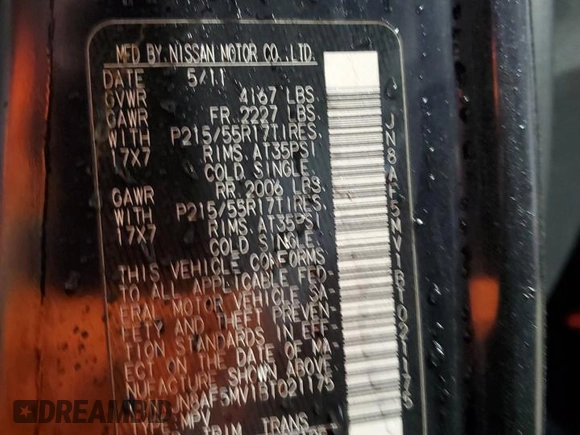 MFD BY NISSAN MOTOR CO.,LTD.
DATE 5/11
GVWR 4167 LBS.
GAWR FR.2227 LBS.
WITH P215/55R17TIRES.
17X7 RIMS.AT35PSI
COLD SINGLE.
GAWR RR.2006 LBS.
WITH P215/55R17TIRES.
17X7 RIMS.AT35PSI
COLD SINGLE.
THIS VEHICLE CONFORMS
TO ALL APPLICABLE FED-
ERAL MOTOR VEHICLE SA-
FETY AND THEFT PREVEN-
TION STANDARDS IN EFF-
ECT ON THE DATE OF MA-
NUFACTURE SHOWN ABOVE
JN8AF5MV1BT021175
MPV
TRIM TRANS
JN8AF5MV1BT021175
DREAMBID